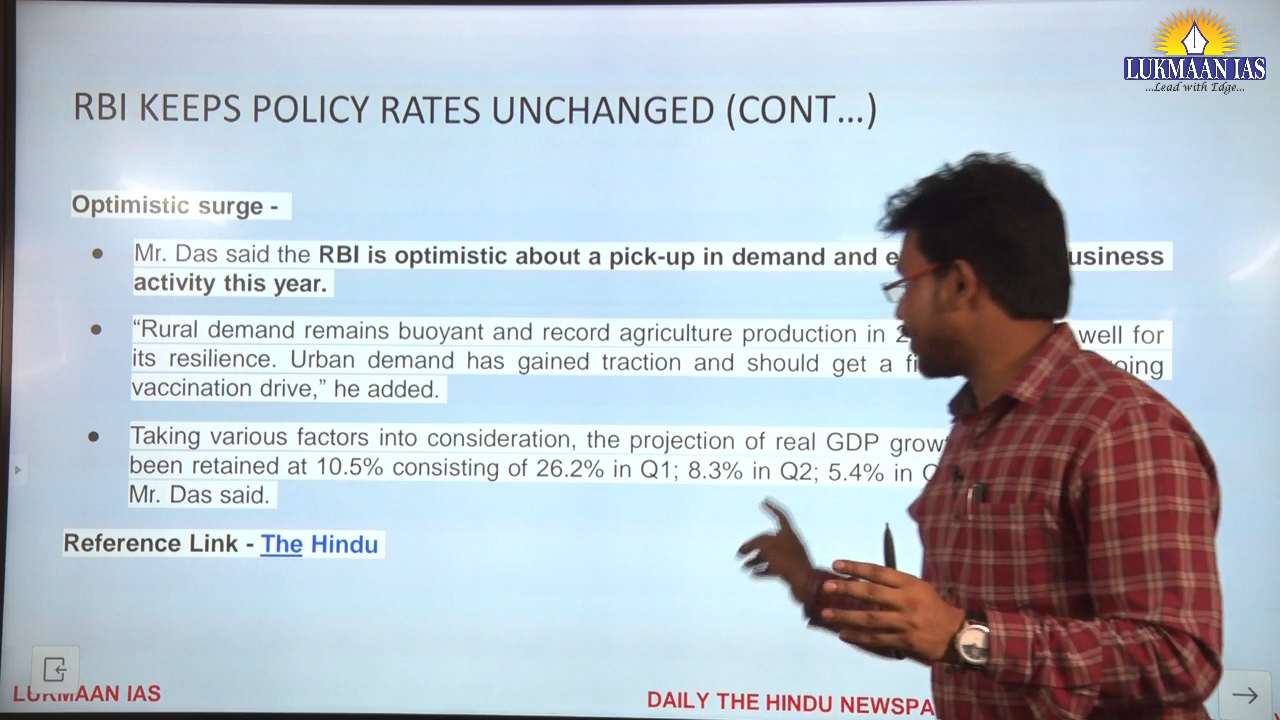 LUKMAAN IAS
...Lead with Edge...
RBI KEEPS POLICY RATES UNCHANGED (CONT...)
Optimistic surge -
● Mr. Das said the RBI is optimistic about a pick-up in demand and
activity this year.
● “Rural demand remains buoyant and record agriculture production in well for
its resilience. Urban demand has gained traction and should get a
vaccination drive,” he added.
● Taking various factors into consideration, the projection of real GDP
been retained at 10.5% consisting of 26.2% in Q1; 8.3% in Q2; 5.4% in
Mr. Das said.
Reference Link - The Hindu
LUKMAAN IAS
DAILY THE HINDU